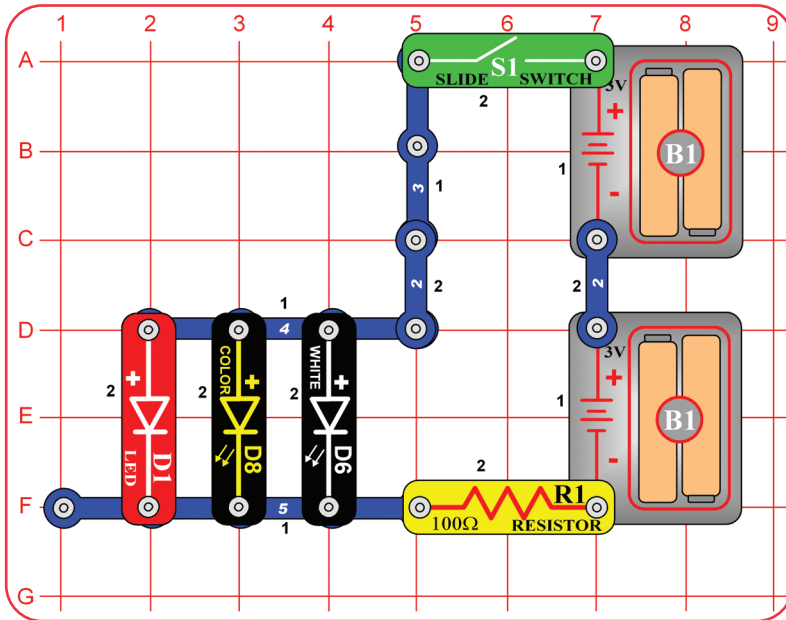 1 2 3 4 5 6 7 8 9
A
S1
SLIDE SWITCH
2
3V
+
B
1
B1
3
1
-
C
2
2
2
2
1
D
4
3V
+
COLOR
+
WHITE
+
+
2
2
2
E
1
B1
D1
LED
D8
D6
-
2
R1
F
5
100Ω
RESISTOR
1
G